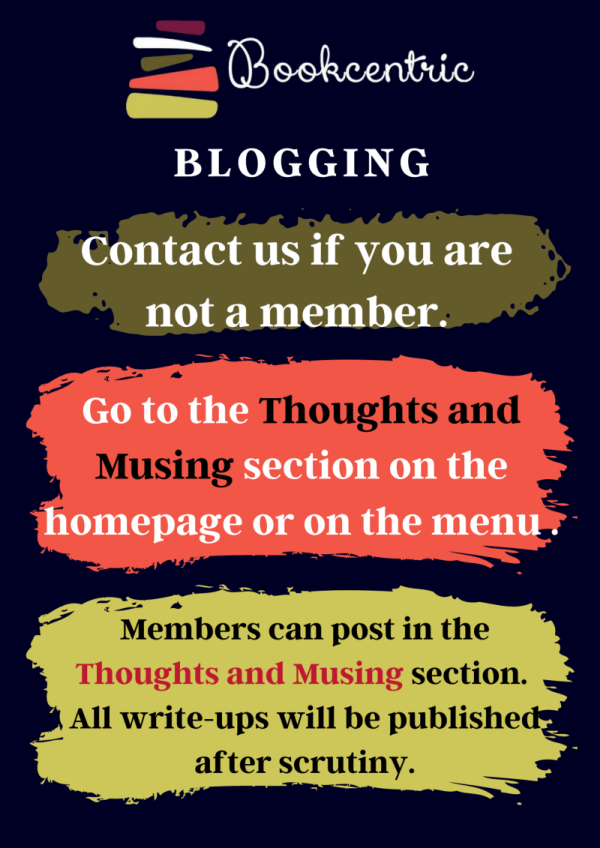 Bookcentric
BLOGGING
Contact us if you are
not a member.
Go to the Thoughts and
Musing section on the
homepage or on the menu .
Members can post in the
Thoughts and Musing section.
All write-ups will be published
after scrutiny.